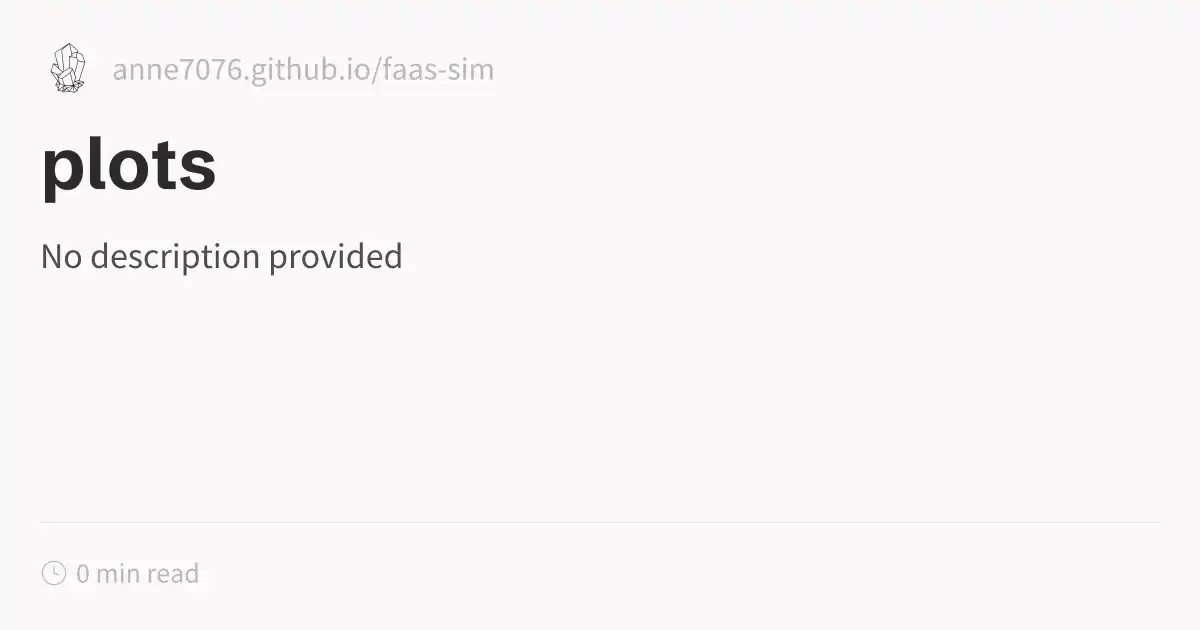 anne7076.github.io/faas-sim
plots
No description provided
0 min read